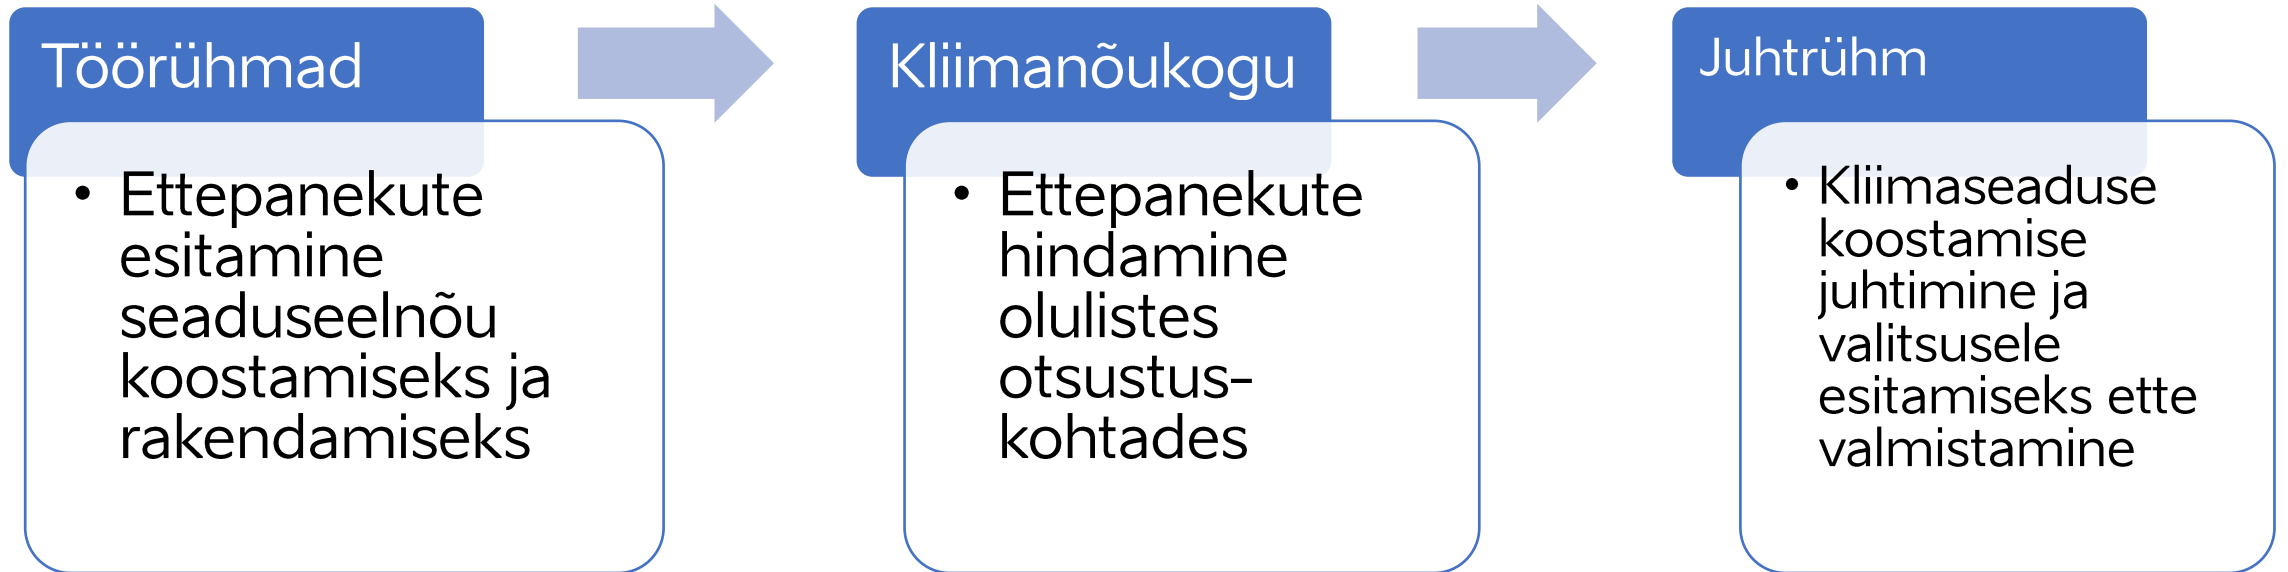 Töörühmad
• Ettepanekute
esitamine
seaduseelnõu
koostamiseks ja
rakendamiseks
Kliimanõukogu
• Ettepanekute
hindamine
olulistes
otsustus-
kohtades
Juhtrühm
• Kliimaseaduse
koostamise
juhtimine ja
valitsusele
esitamiseks ette
valmistamine